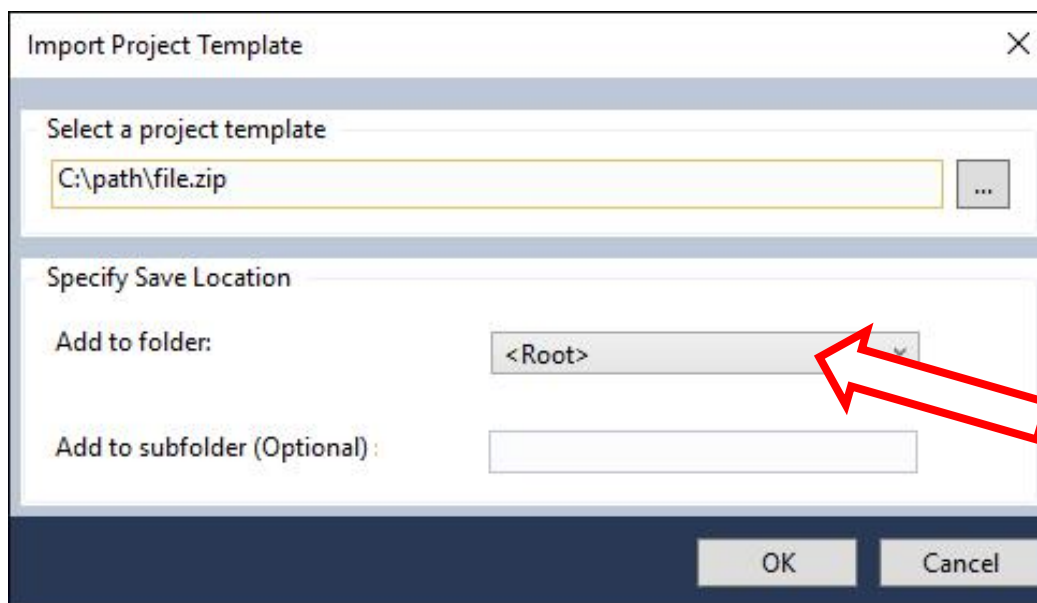 Import Project Template
Select a project template
C:\path\file.zip
...
Specify Save Location
Add to folder:
<Root>
Add to subfolder (Optional) :
OK
Cancel